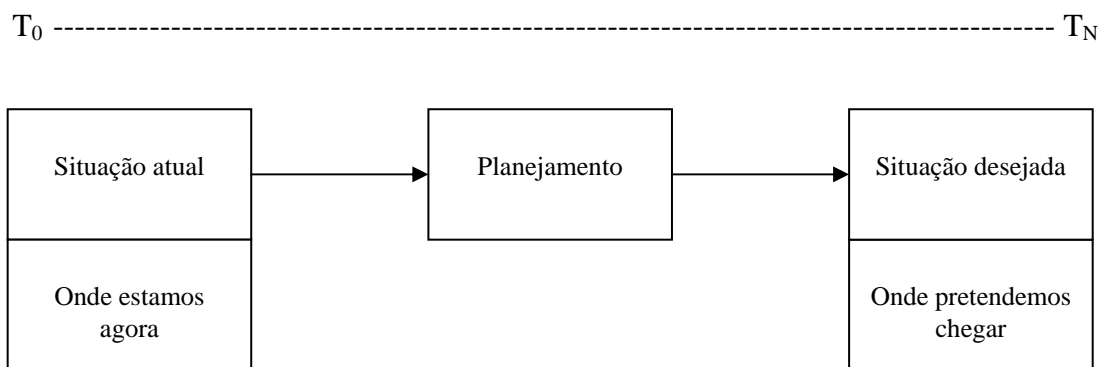 T₀ ---------------------------------------------------------------------------------- Tₙ
Situação atual
Planejamento
Situação desejada
Onde estamos
agora
Onde pretendemos
chegar